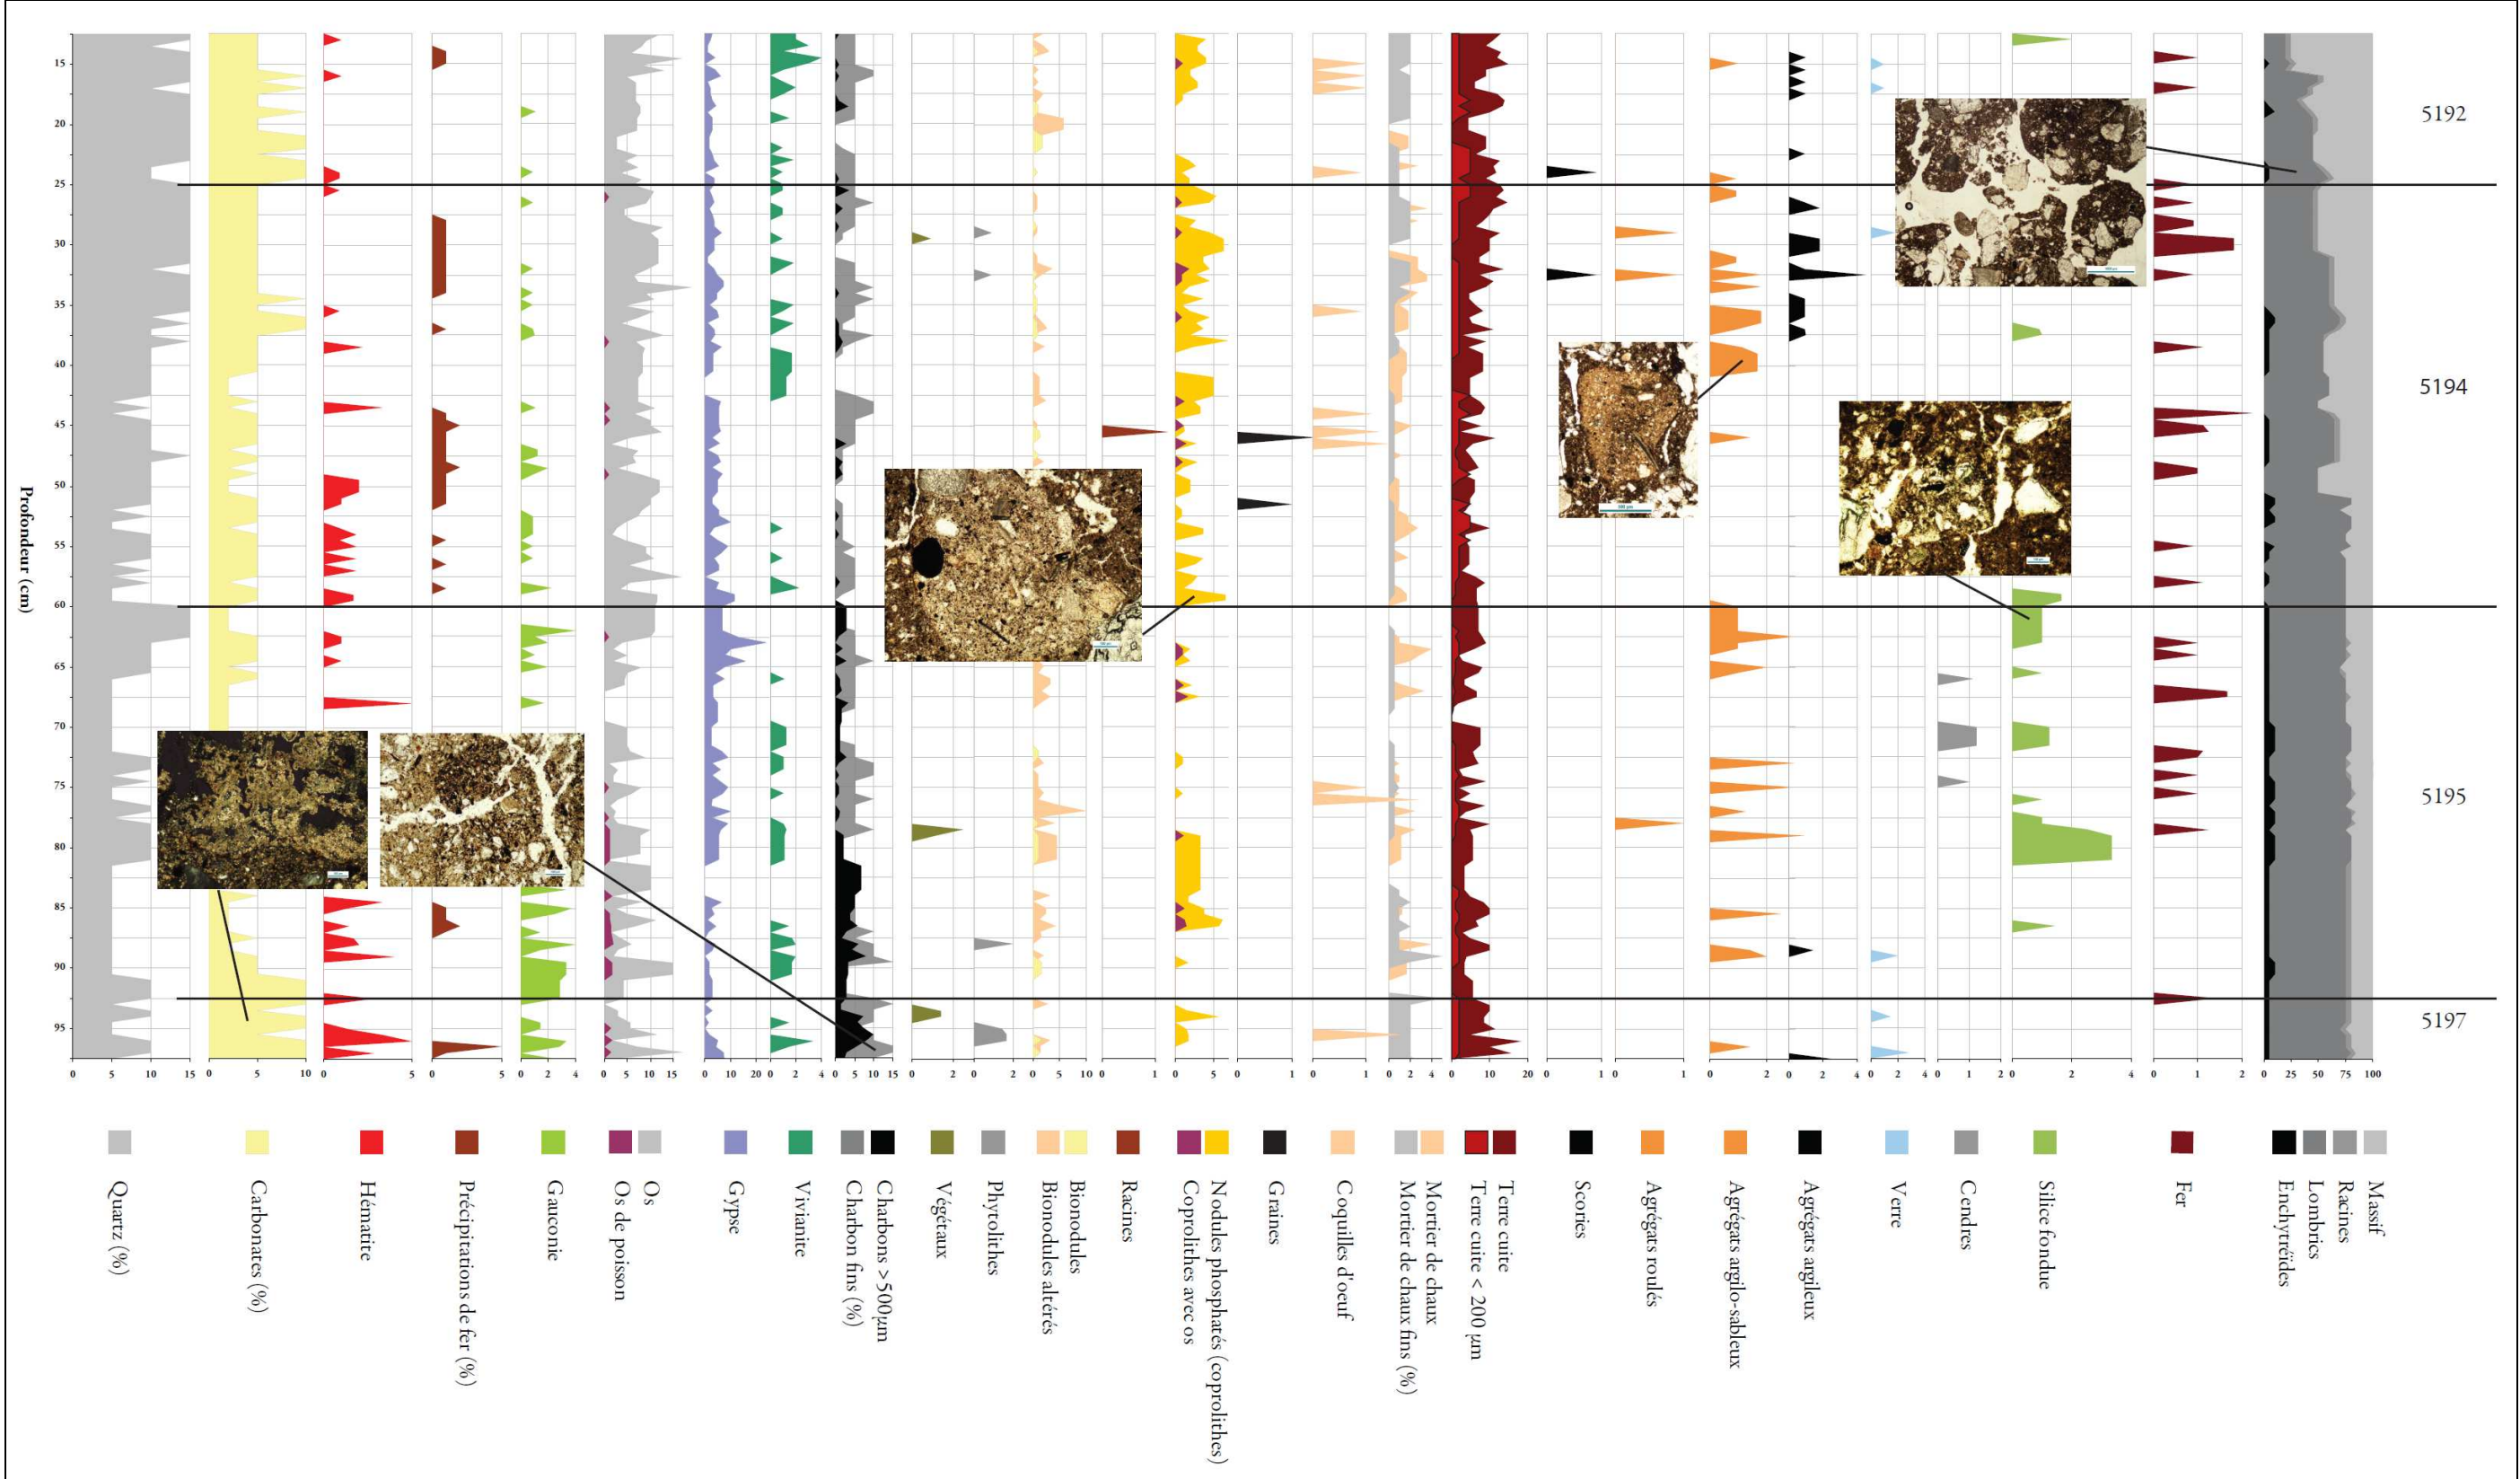 5192
5194
5195
5197
Profondeur (cm)
15
20
25
30
35
40
45
50
55
60
65
70
75
80
85
90
95
0 5 10 15
0 5 10
0 5
0 5
0 2 4
0 5 10 15
0 10 20
0 2 4
0 5 10 15
0 2
0 2
0 5 10
0 1
0 5
0 1
0 1
0 2 4
0 10 20
0 1
0 1
0 2
0 2 4
0 2 4
0 1 2
0 2 4
0 1 2
0 25 50 75 100
Quartz (%)
Carbonates (%)
Hématite
Précipitations de fer (%)
Gauconie
Os de poisson
Os
Gypse
Vivianite
Charbon fins (%)
Charbons >500µm
Végétaux
Phytolithes
Bionodules altérés
Bionodules
Racines
Coprolithes avec os
Nodules phosphatés (coprolithes)
Graines
Coquilles d'oeuf
Mortier de chaux fins (%)
Mortier de chaux
Terre cuite < 200 µm
Terre cuite
Scories
Agrégats roulés
Agrégats argilo-sableux
Agrégats argileux
Verre
Cendres
Silice fondue
Fer
Enchytréïdes
Lombrics
Racines
Massif